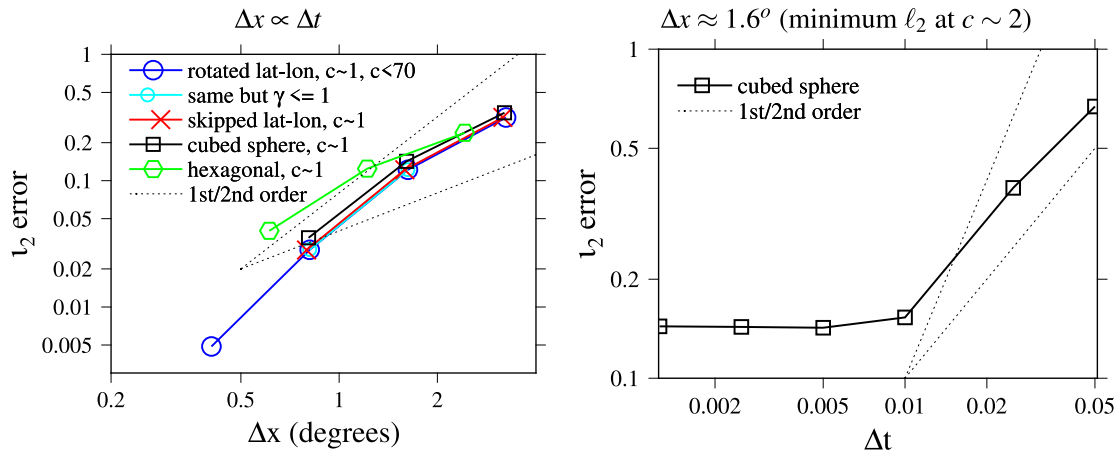 Δx ∝ Δt
1
0.5
0.2
0.1
0.05
0.02
0.01
0.005
ι₂ error
rotated lat-lon, c~1, c<70
same but γ <= 1
skipped lat-lon, c~1
cubed sphere, c~1
hexagonal, c~1
1st/2nd order
0.2
0.5
1
2
Δx (degrees)
Δx ≈ 1.6ᵒ (minimum ℓ₂ at c ∼ 2)
1
0.5
0.2
0.1
ι₂ error
cubed sphere
1st/2nd order
0.002
0.005
0.01
0.02
0.05
Δt